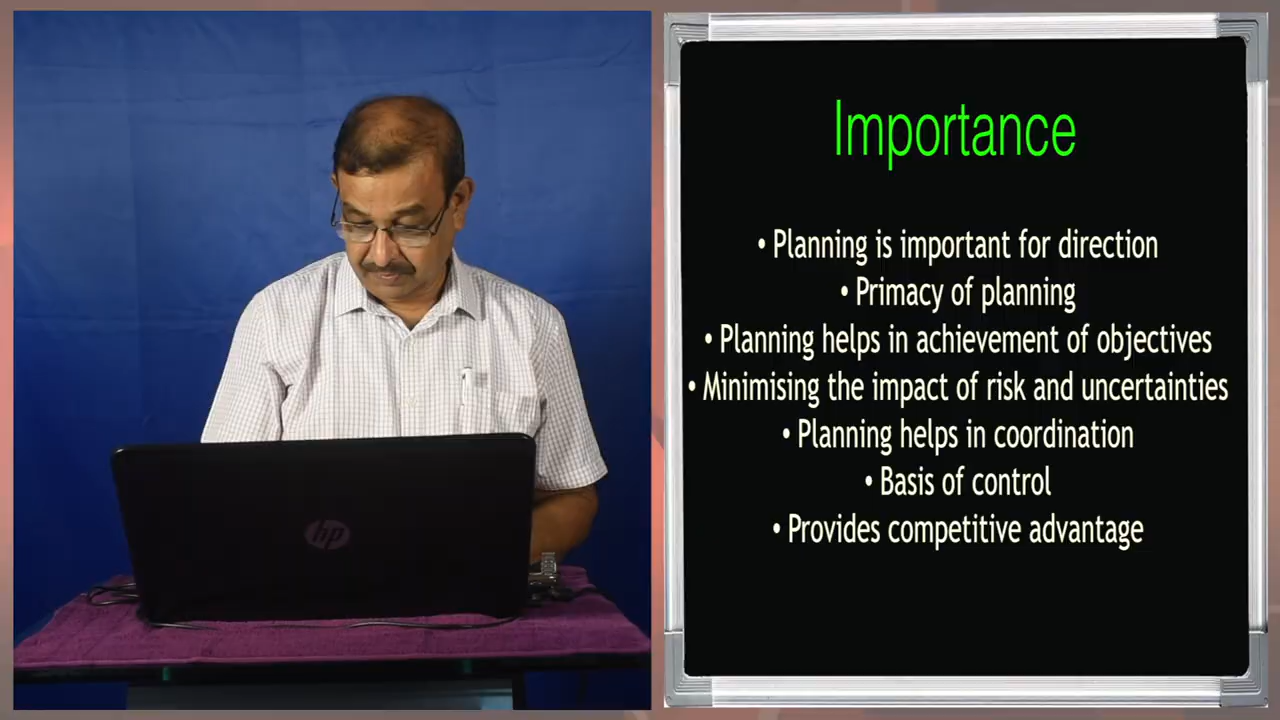 Importance
• Planning is important for direction
• Primacy of planning
• Planning helps in achievement of objectives
• Minimising the impact of risk and uncertainties
• Planning helps in coordination
• Basis of control
• Provides competitive advantage
hp